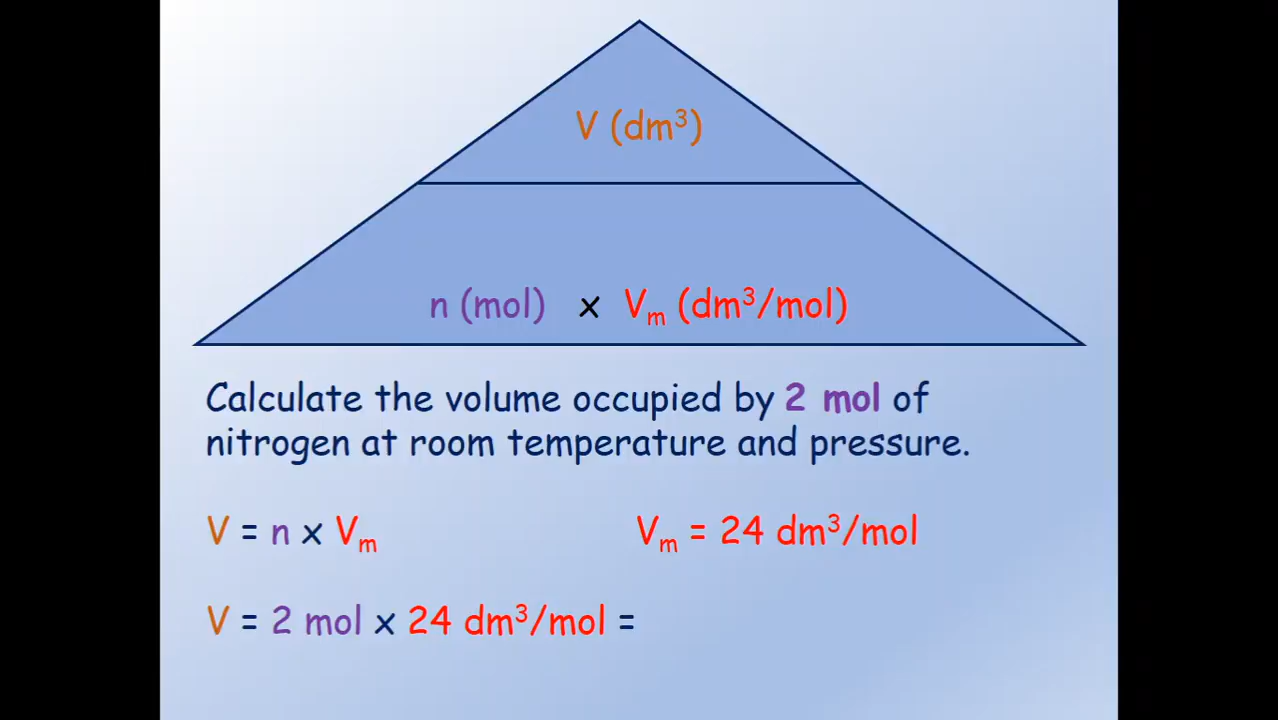 V (dm³)
n (mol) x Vₘ (dm³/mol)
Calculate the volume occupied by 2 mol of
nitrogen at room temperature and pressure.
V = n x Vₘ Vₘ = 24 dm³/mol
V = 2 mol x 24 dm³/mol =